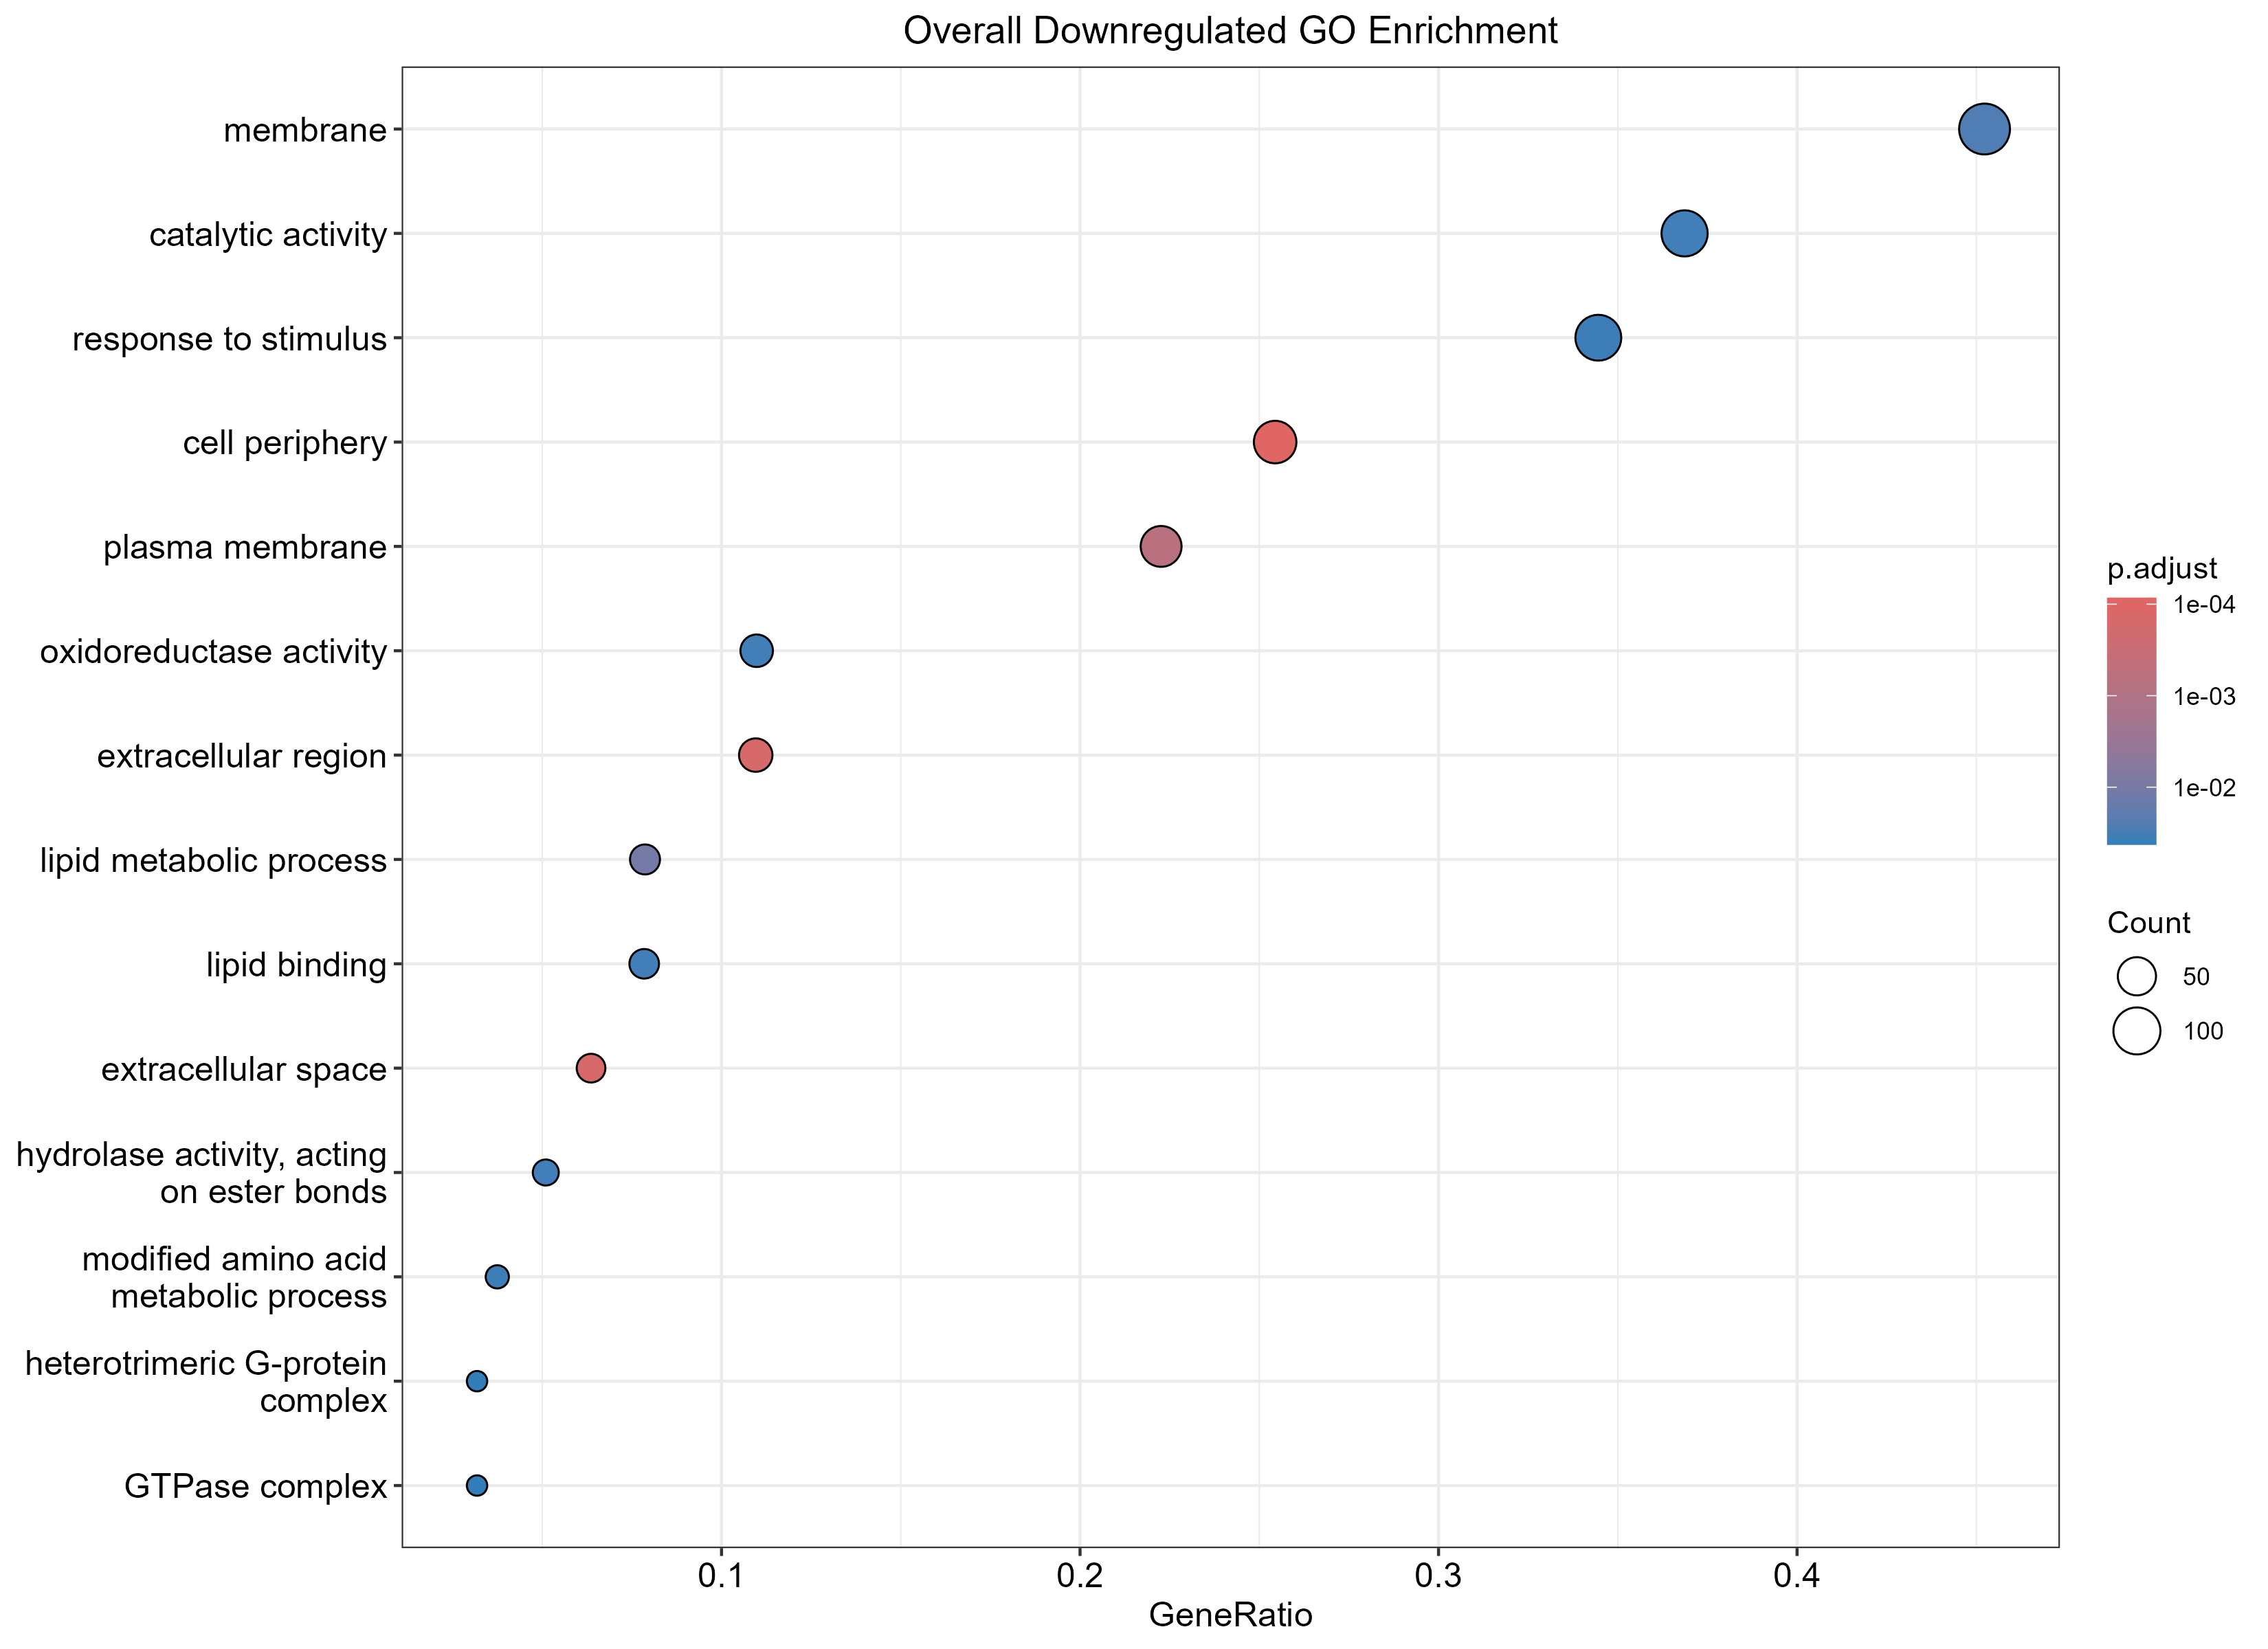 Overall Downregulated GO Enrichment
membrane
catalytic activity
response to stimulus
cell periphery
plasma membrane
oxidoreductase activity
extracellular region
lipid metabolic process
lipid binding
extracellular space
hydrolase activity, acting
on ester bonds
modified amino acid
metabolic process
heterotrimeric G-protein
complex
GTPase complex
0.1
0.2
0.3
0.4
GeneRatio
p.adjust
1e-04
1e-03
1e-02
Count
50
100